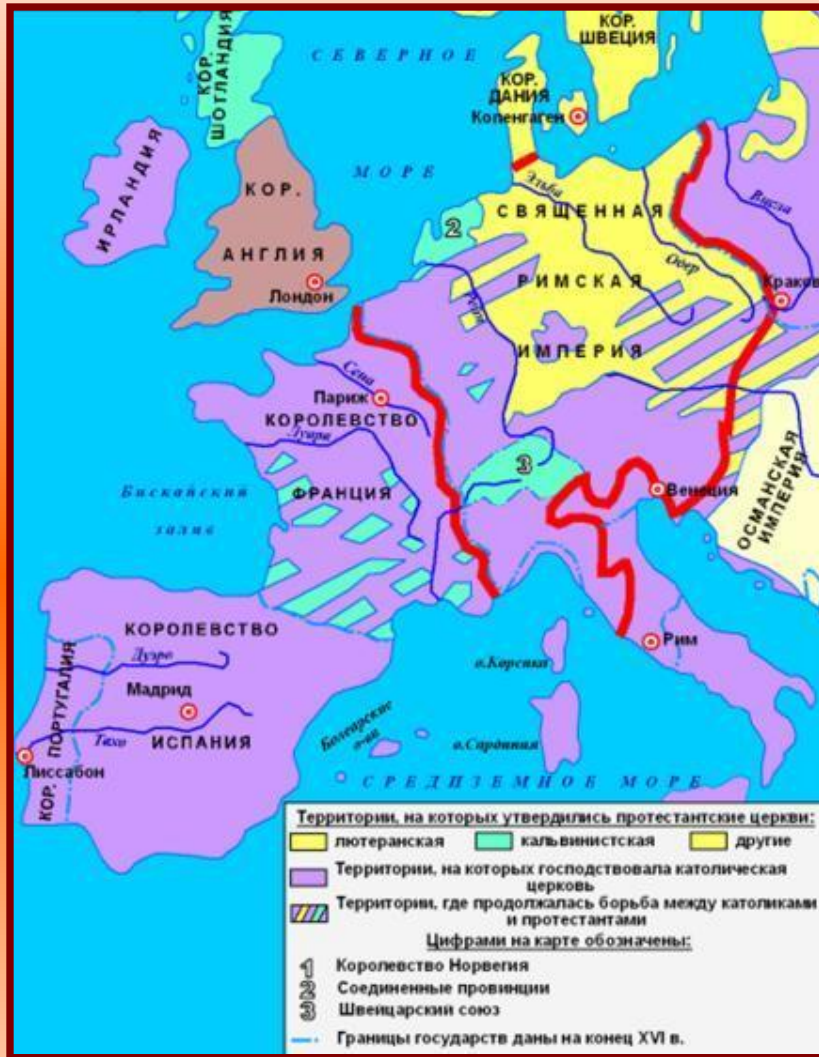 КОР.
ШВЕЦИЯ
КОР.
ШОТЛАНДИЯ
СЕВЕРНОЕ
КОР.
ДАНИЯ
Копенгаген
ИРЛАНДИЯ
МОРЕ
Эльба
Висла
КОР.
2
СВЯЩЕННАЯ
АНГЛИЯ
Одер
Лондон
Рейн
РИМСКАЯ
Краков
ИМПЕРИЯ
Сена
Париж
КОРОЛЕВСТВО
Луара
3
ФРАНЦИЯ
Бискайский
залив
Венеция
ОСМАНСКАЯ
ИМПЕРИЯ
КОРОЛЕВСТВО
Дуэро
Рим
о.Корсика
КОР. ПОРТУГАЛИЯ
Мадрид
Тахо
ИСПАНИЯ
Балеарские
о-ва
о.Сардиния
Лиссабон
СРЕДИЗЕМНОЕ МОРЕ
Территории, на которых утвердились протестантские церкви:
лютеранская кальвинистская другие
Территории, на которых господствовала католическая
церковь
Территории, где продолжалась борьба между католиками
и протестантами
Цифрами на карте обозначены:
1 Королевство Норвегия
2 Соединенные провинции
3 Швейцарский союз
Границы государств даны на конец XVI в.